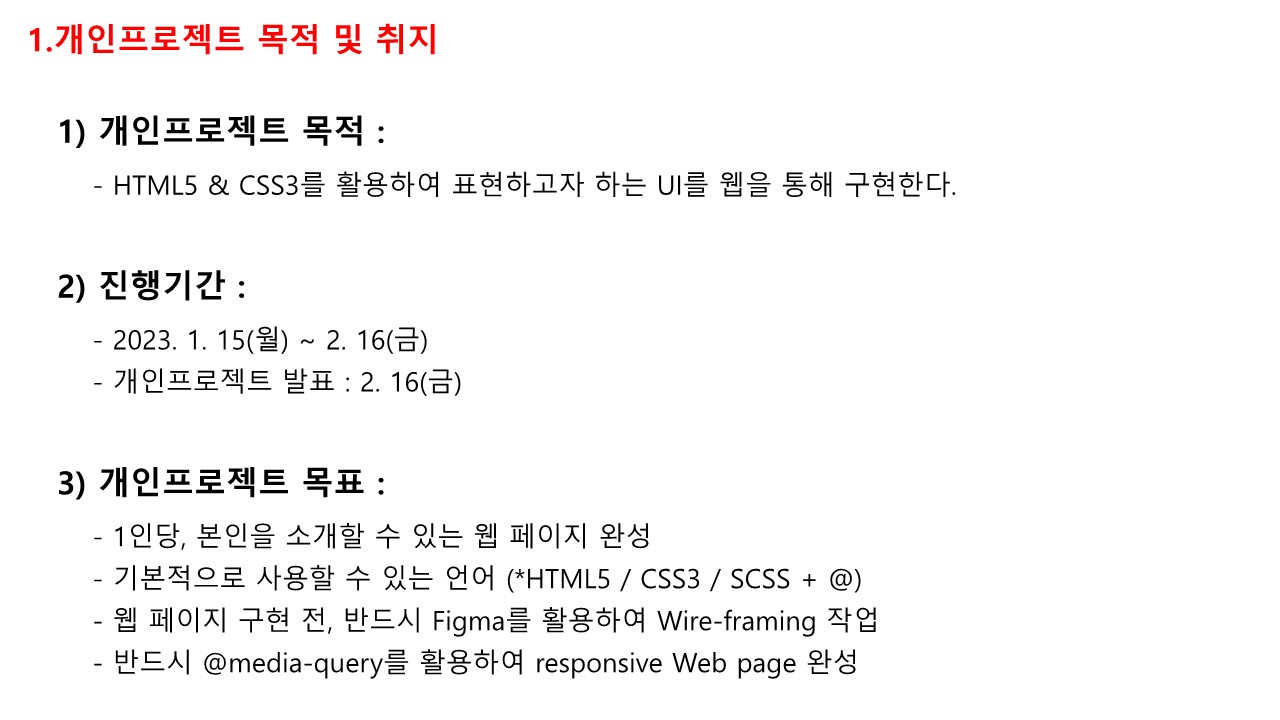 1.개인프로젝트 목적 및 취지
1) 개인프로젝트 목적 :
- HTML5 & CSS3를 활용하여 표현하고자 하는 UI를 웹을 통해 구현한다.
2) 진행기간 :
- 2023. 1. 15(월) ~ 2. 16(금)
- 개인프로젝트 발표 : 2. 16(금)
3) 개인프로젝트 목표 :
- 1인당, 본인을 소개할 수 있는 웹 페이지 완성
- 기본적으로 사용할 수 있는 언어 (*HTML5 / CSS3 / SCSS + @)
- 웹 페이지 구현 전, 반드시 Figma를 활용하여 Wire-framing 작업
- 반드시 @media-query를 활용하여 responsive Web page 완성